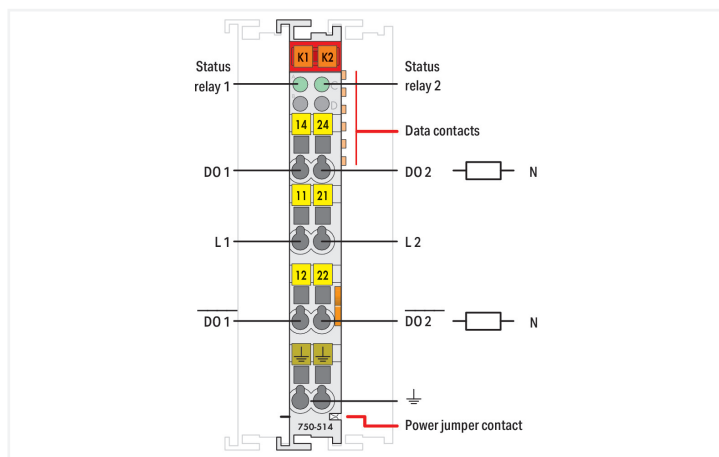 K1 K2
Status
relay 1
Status
relay 2
C
D
Data contacts
14 24
DO 1
DO 2
N
11 21
L 1
L 2
12 22
DO 1
DO 2
N
750-514
Power jumper contact